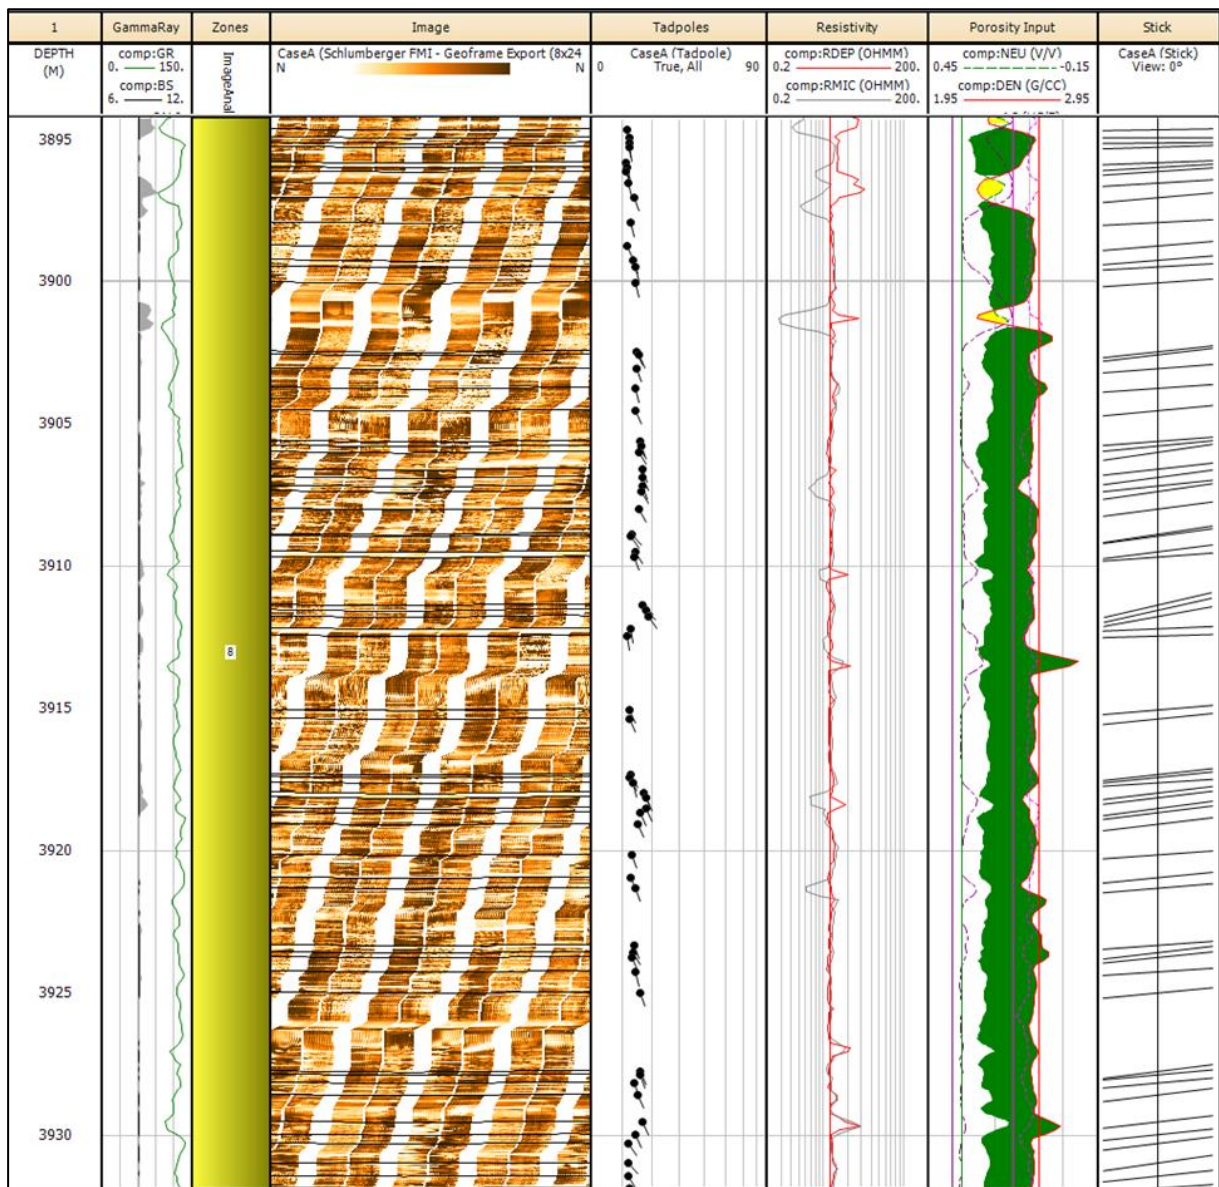 1 GammaRay Zones Image Tadpoles Resistivity Porosity Input Stick
DEPTH
(M)
comp:GR
0. 150.
comp:BS
6. 12.
ImageAnal
CaseA (Schlumberger FMI - Geoframe Export (8x24
N N
CaseA (Tadpole)
0 True, All 90
comp:RDEP (OHMM)
0.2 200.
comp:RMIC (OHMM)
0.2 200.
comp:NEU (V/V)
0.45 -0.15
comp:DEN (G/CC)
1.95 2.95
CaseA (Stick)
View: 0°
3895
3900
3905
3910
8
3915
3920
3925
3930